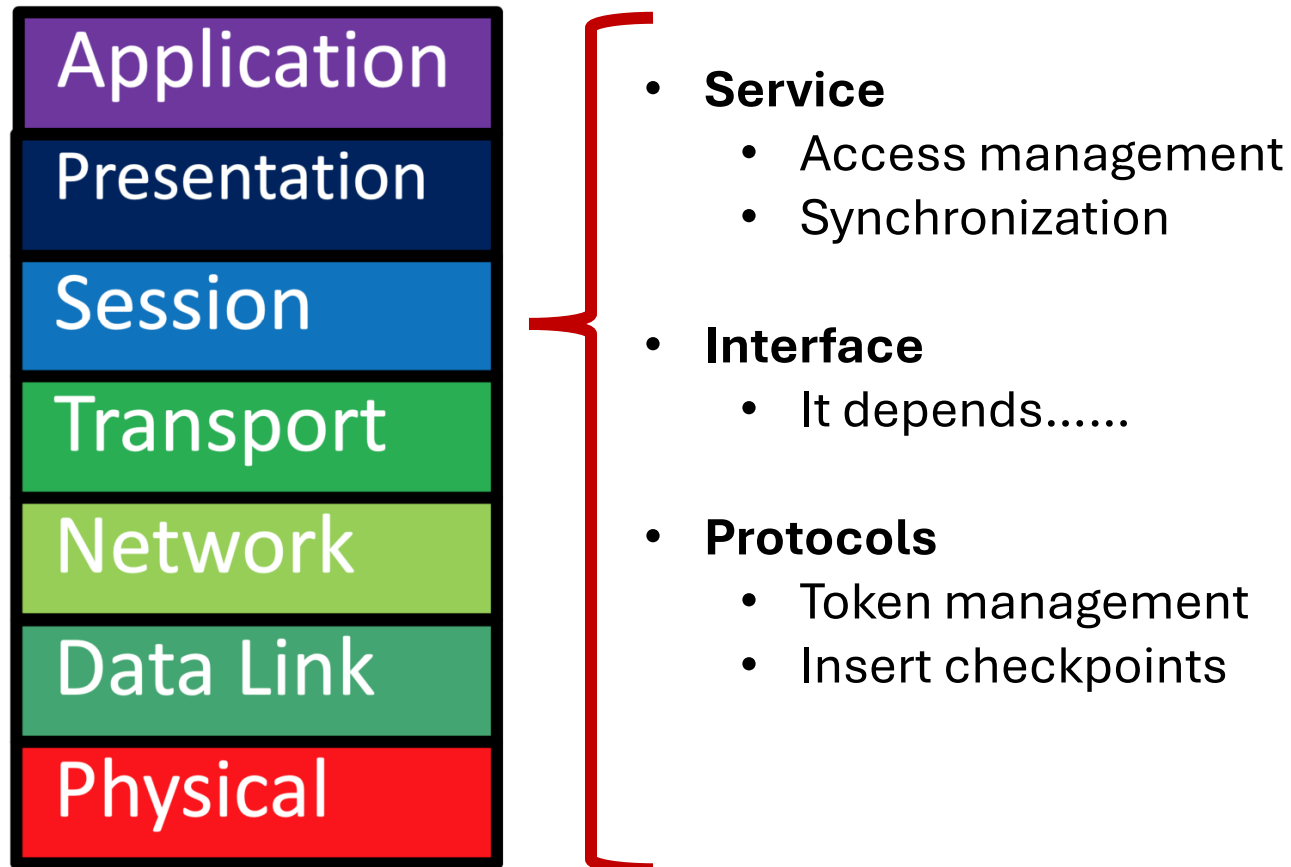 Application
Presentation
Session
Transport
Network
Data Link
Physical
• Service
• Access management
• Synchronization
• Interface
• It depends......
• Protocols
• Token management
• Insert checkpoints